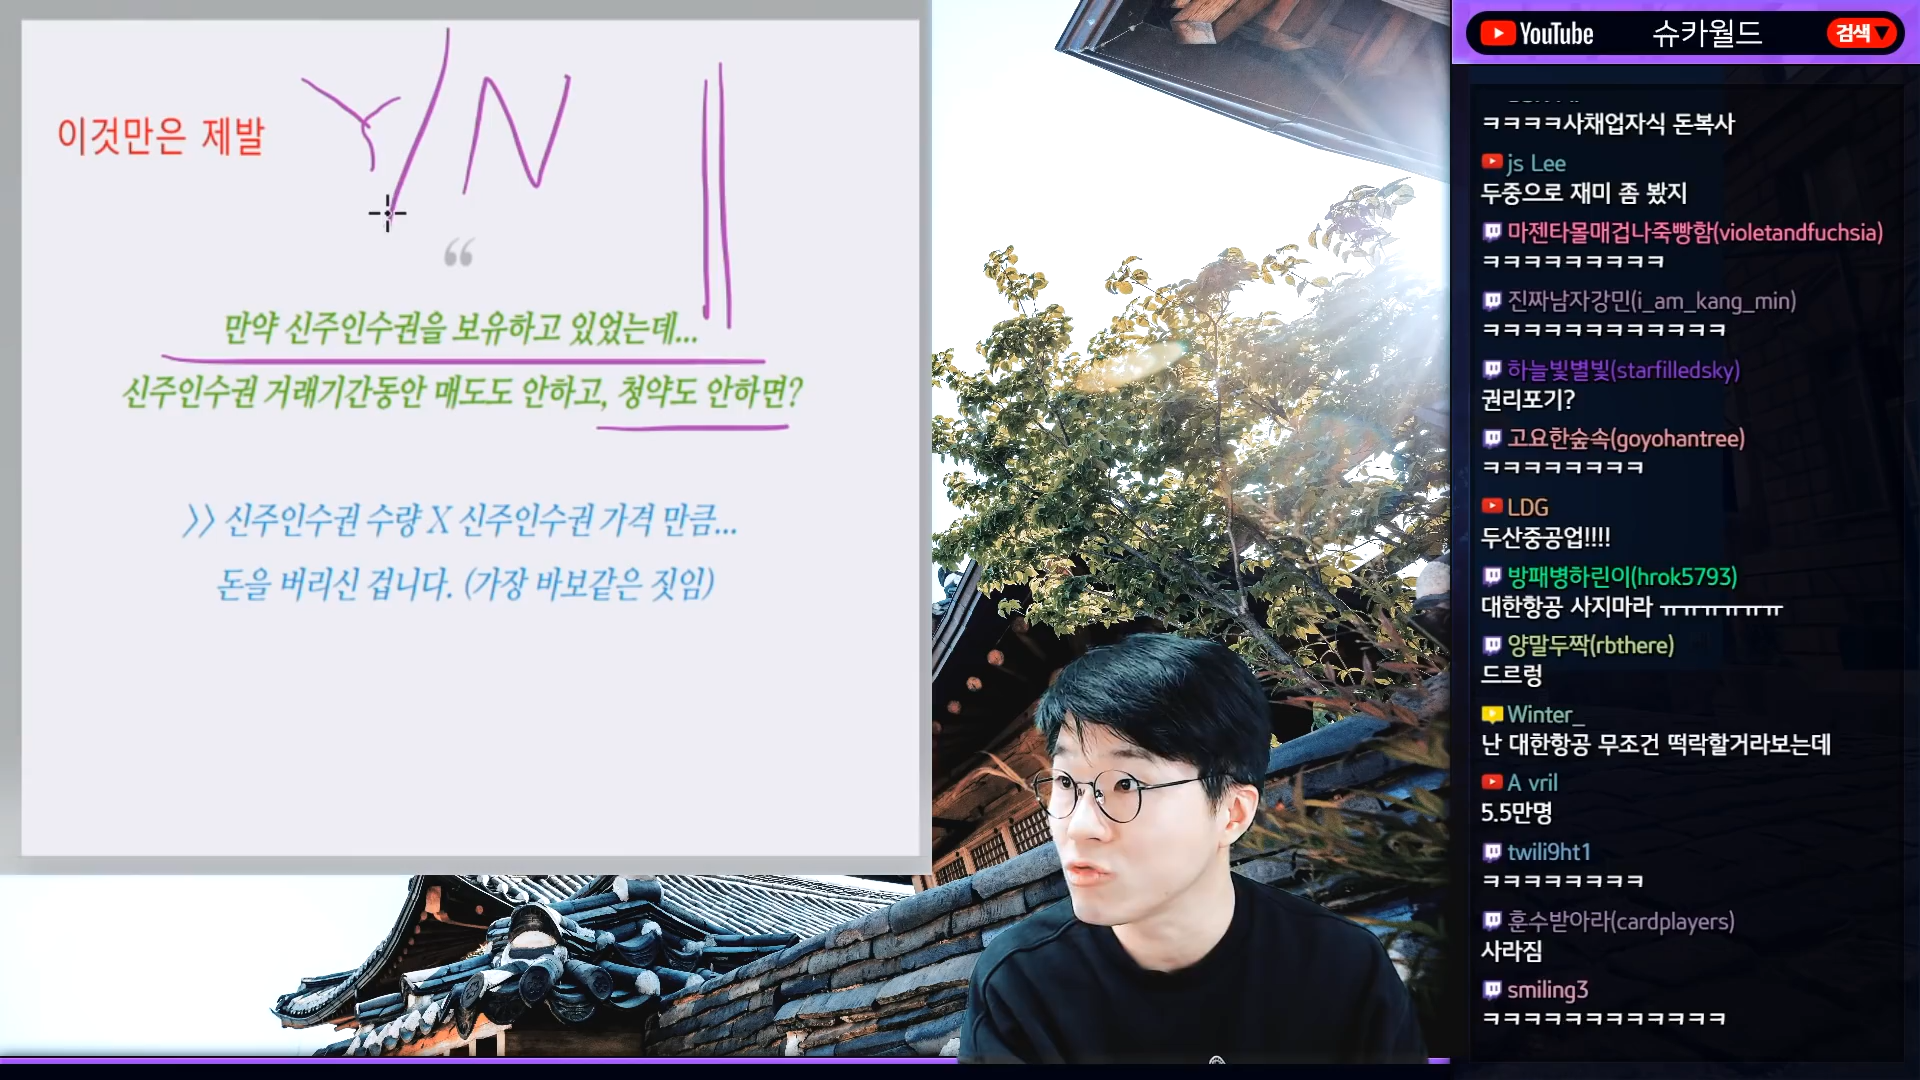 이것만은 제발
Y/N
“
만약 신주인수권을 보유하고 있었는데...
신주인수권 거래기간동안 매도도 안하고, 청약도 안하면?
>> 신주인수권 수량 X 신주인수권 가격 만큼...
돈을 버리신 겁니다. (가장 바보같은 짓임)
YouTube 슈카월드 검색▼
ㅋㅋㅋㅋ사채업자식 돈복사
js Lee
두중으로 재미 좀 봤지
마젠타몰매겁나죽빵함(violetandfuchsia)
ㅋㅋㅋㅋㅋㅋㅋㅋㅋ
진짜남자강민(i_am_kang_min)
ㅋㅋㅋㅋㅋㅋㅋㅋㅋㅋㅋㅋ
하늘빛별빛(starfilledsky)
권리포기?
고요한숲속(goyohantree)
ㅋㅋㅋㅋㅋㅋㅋㅋ
LDG
두산중공업!!!!
방패병하린이(hrok5793)
대한항공 사지마라 ㅠㅠㅠㅠㅠㅠ
양말두짝(rbthere)
드르렁
Winter_
난 대한항공 무조건 떡락할거라보는데
A vril
5.5만명
twili9ht1
ㅋㅋㅋㅋㅋㅋㅋㅋ
훈수받아라(cardplayers)
사라짐
smiling3
ㅋㅋㅋㅋㅋㅋㅋㅋㅋㅋㅋㅋ